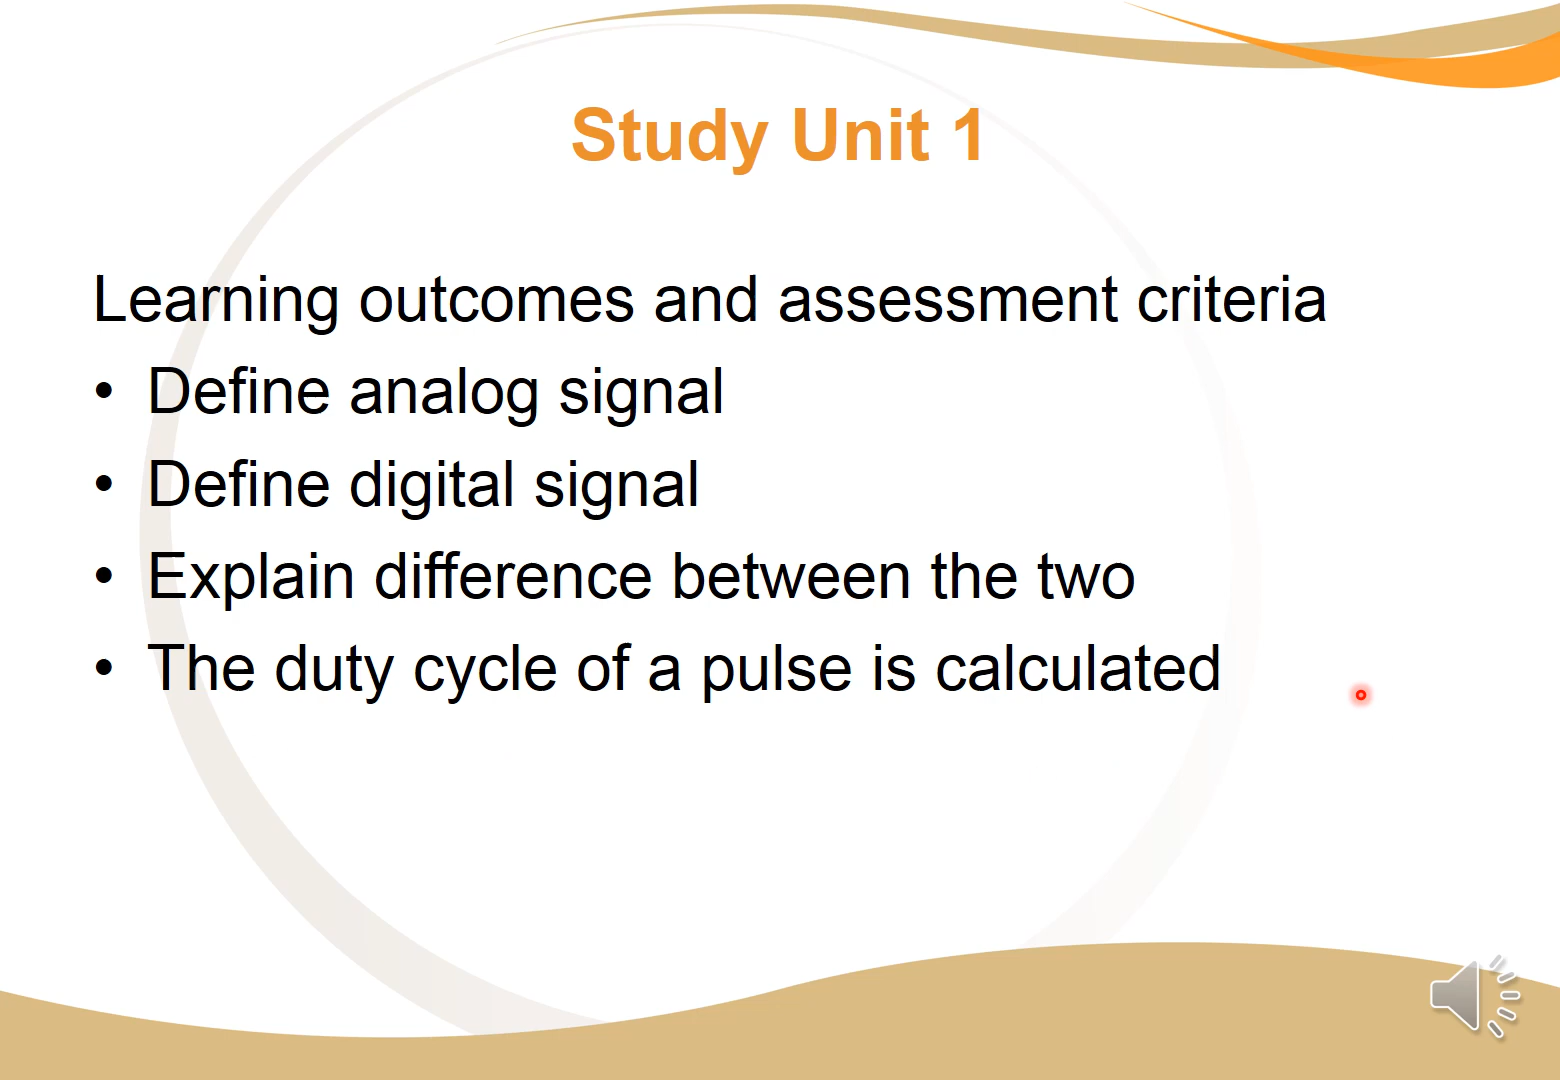 Study Unit 1
Learning outcomes and assessment criteria
• Define analog signal
• Define digital signal
• Explain difference between the two
• The duty cycle of a pulse is calculated